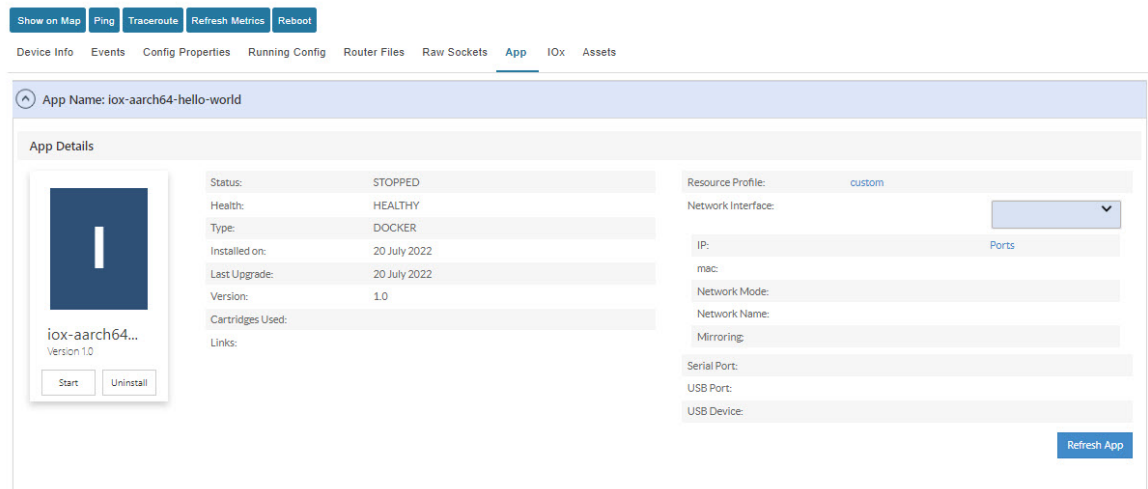 Show on Map Ping Traceroute Refresh Metrics Reboot
Device Info Events Config Properties Running Config Router Files Raw Sockets App IOx Assets
App Name: iox-aarch64-hello-world
App Details
I
iox-aarch64...
Version 1.0
Start Uninstall
Status: STOPPED
Health: HEALTHY
Type: DOCKER
Installed on: 20 July 2022
Last Upgrade: 20 July 2022
Version: 1.0
Cartridges Used:
Links:
Resource Profile: custom
Network Interface:
IP: Ports
mac:
Network Mode:
Network Name:
Mirroring:
Serial Port:
USB Port:
USB Device:
Refresh App